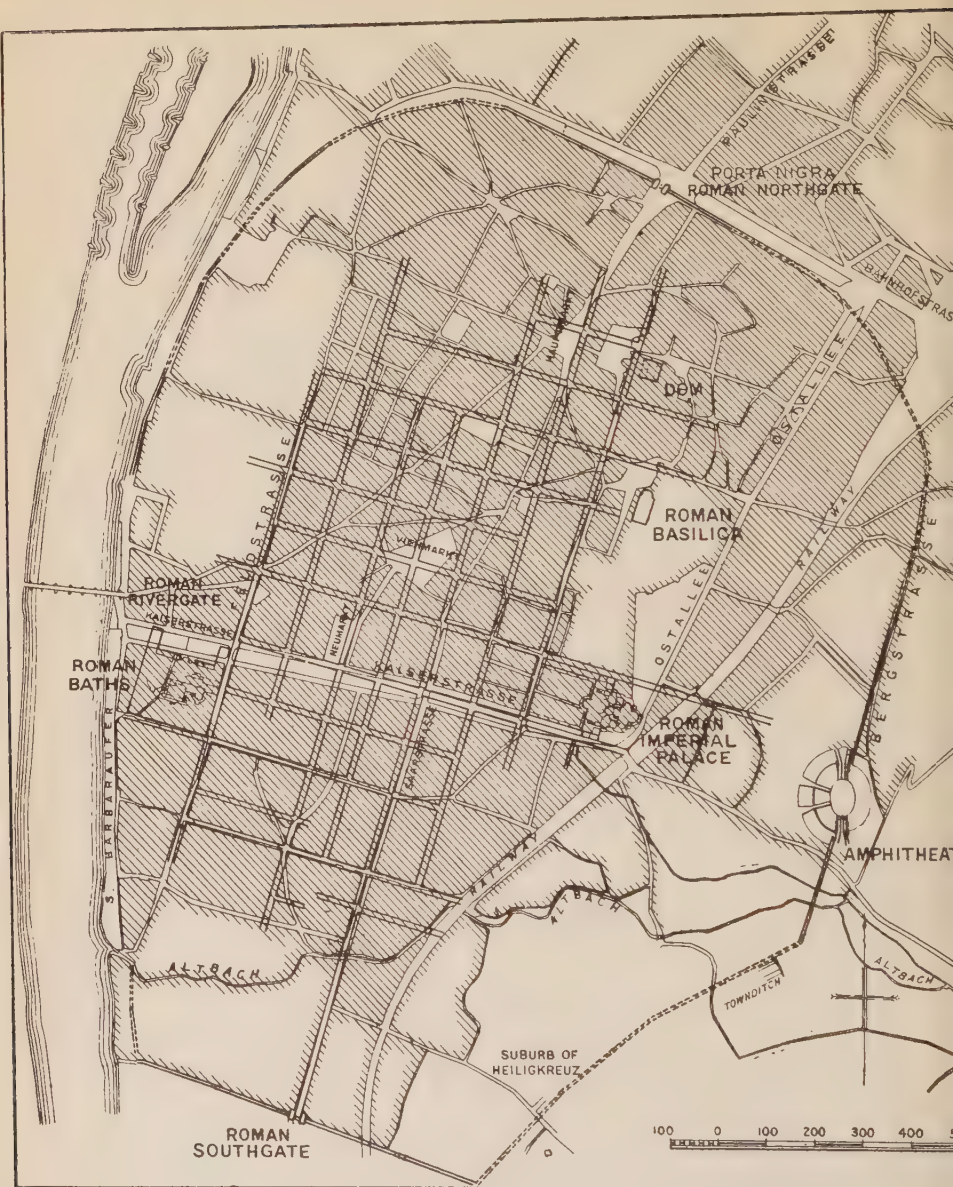 PAULINSTRASSE
PORTA NIGRA
ROMAN NORTHGATE
BAHNHOFSTRAS
DOM
OSTALLEE
FELDSTRASSE
RAILWAY
ROMAN
BASILICA
VIEHMARKT
BERGSTRASSE
ROMAN
RIVERGATE
KAISERSTRASSE
NEUMARKT
OSTALLEE
ROMAN
BATHS
KAISERSTRASSE
ROMAN
IMPERIAL
PALACE
SAARSTRASSE
S. BARBARAUFER
RAILWAY
AMPHITHEAT
ALTBACH
ALTBACH
ALTBACH
TOWNDITCH
SUBURB OF
HEILIGKREUZ
ROMAN
SOUTHGATE
100 0 100 200 300 400